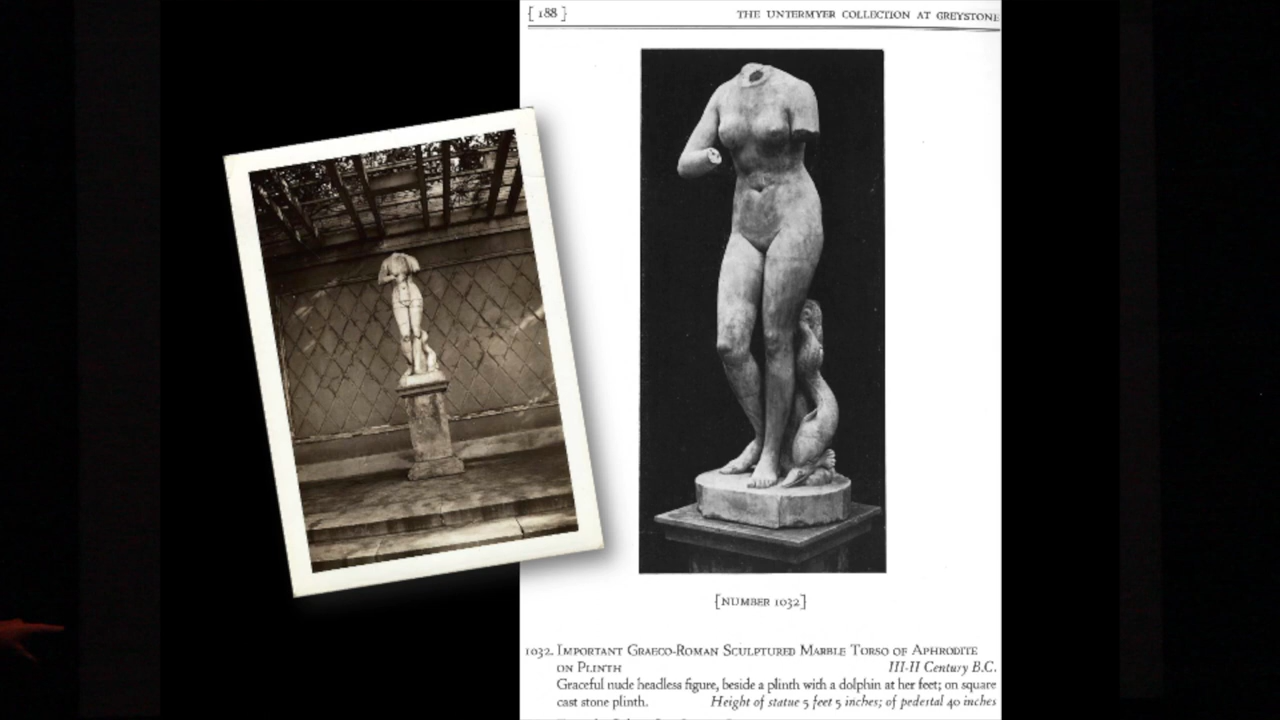 { 188 }
THE UNTERMYER COLLECTION AT GREYSTONE
[NUMBER 1032]
1032. IMPORTANT GRAECO-ROMAN SCULPTURED MARBLE TORSO OF APHRODITE
ON PLINTH III-II Century B.C.
Graceful nude headless figure, beside a plinth with a dolphin at her feet; on square
cast stone plinth. Height of statue 5 feet 5 inches; of pedestal 40 inches